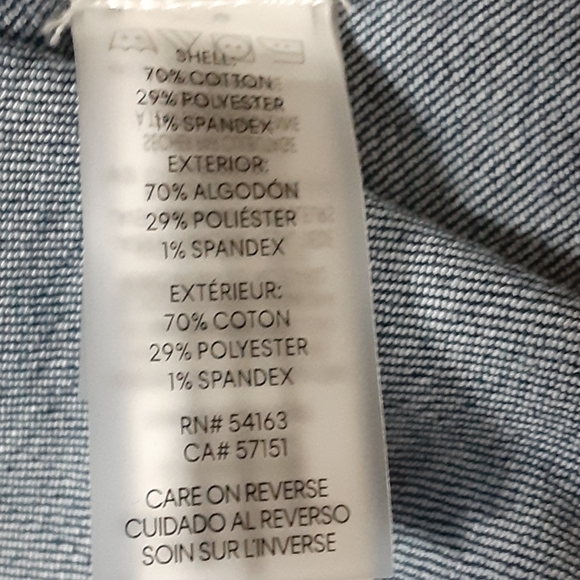 SHELL:
70% COTTON
29% POLYESTER
1% SPANDEX
EXTERIOR:
70% ALGODÓN
29% POLIÉSTER
1% SPANDEX
EXTÉRIEUR:
70% COTON
29% POLYESTER
1% SPANDEX
RN# 54163
CA# 57151
CARE ON REVERSE
CUIDADO AL REVERSO
SOIN SUR L'INVERSE